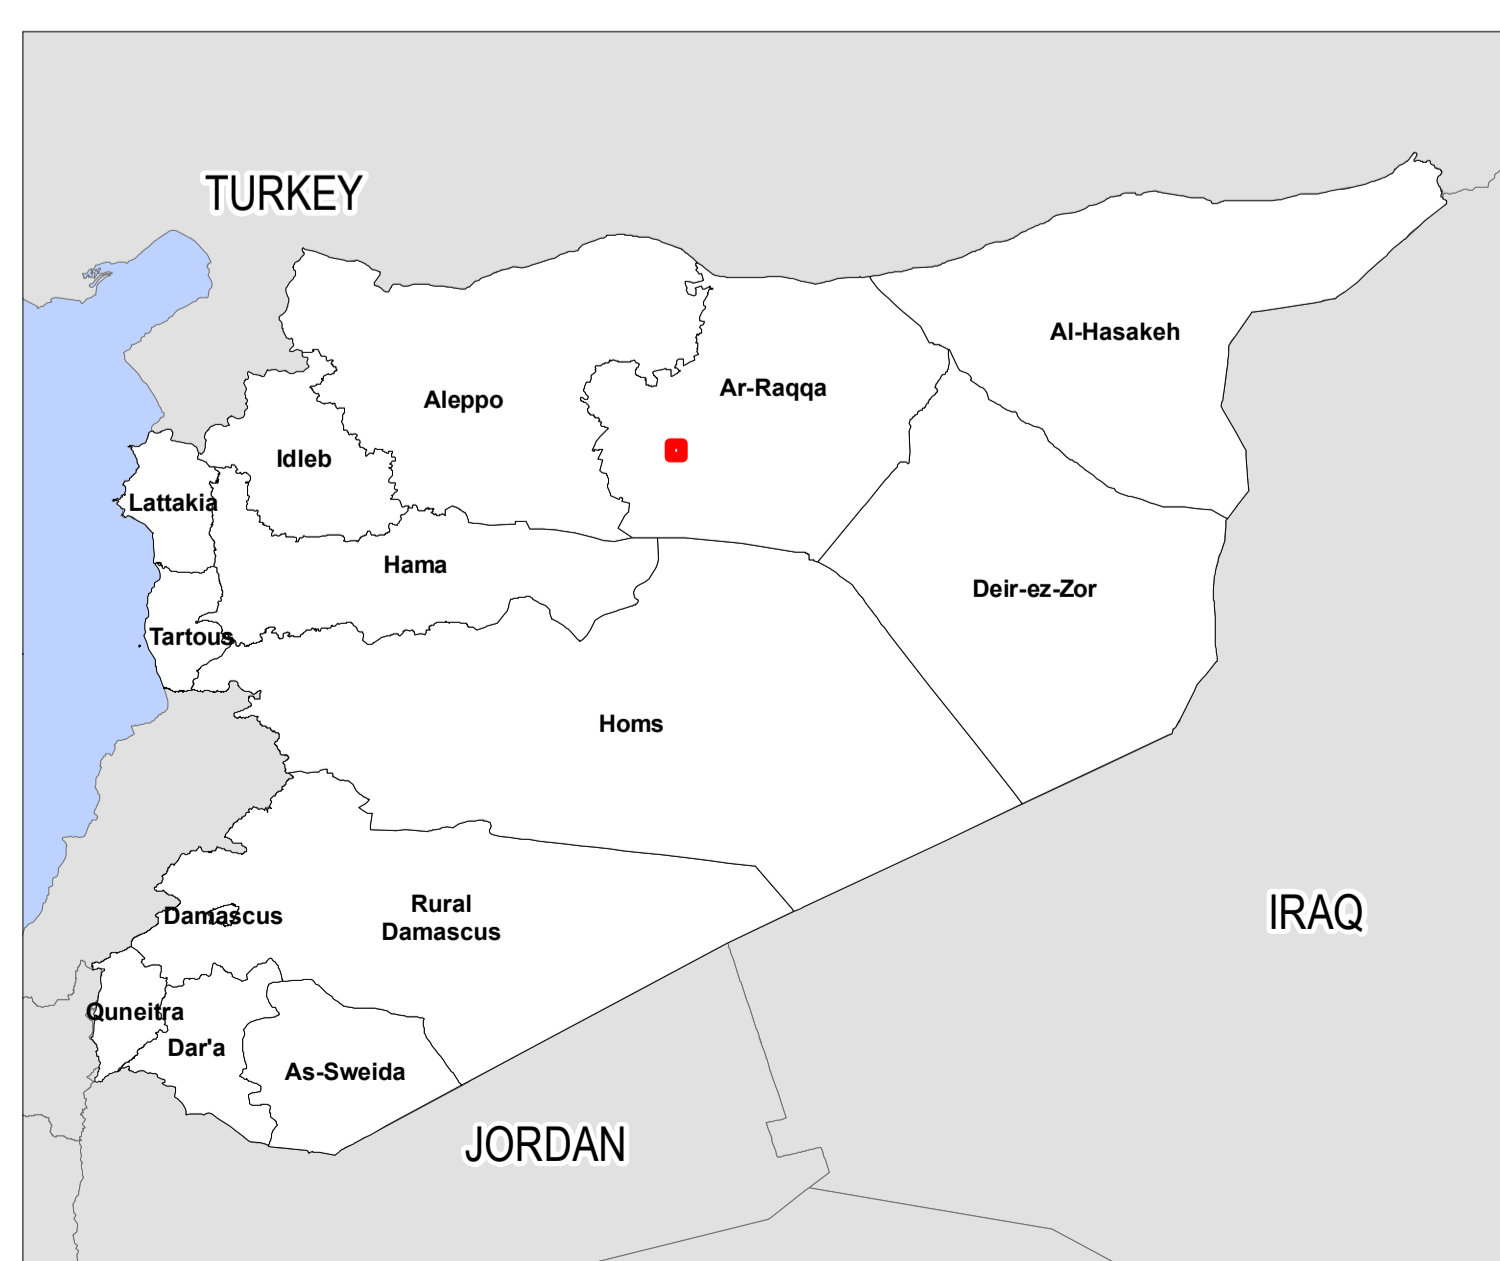 TURKEY
Al-Hasakeh
Ar-Raqqa
Aleppo
Idleb
Lattakia
Hama
Deir-ez-Zor
Tartous
Homs
Rural
Damascus
Damascus
IRAQ
Quneitra
Dar'a
As-Sweida
JORDAN